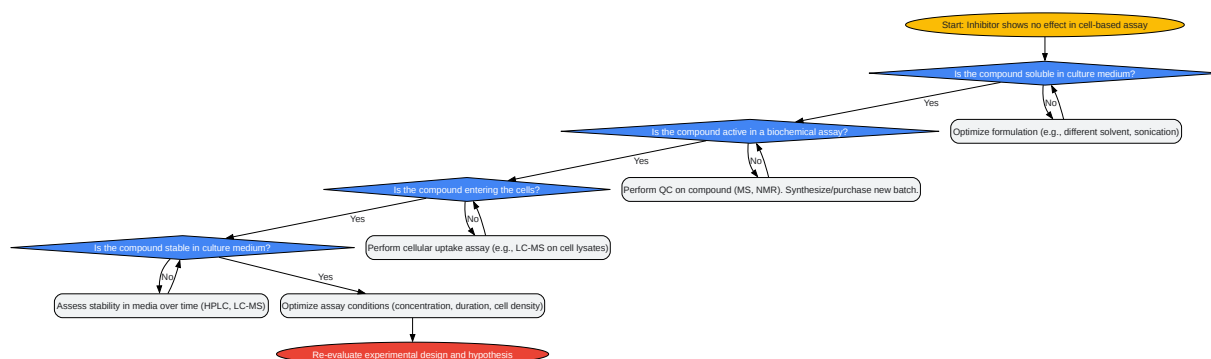 Start: Inhibitor shows no effect in cell-based assay
Is the compound soluble in culture medium?
Yes
No
Is the compound active in a biochemical assay?
Optimize formulation (e.g., different solvent, sonication)
Yes
No
Is the compound entering the cells?
Perform QC on compound (MS, NMR). Synthesize/purchase new batch.
Yes
No
Is the compound stable in culture medium?
Perform cellular uptake assay (e.g., LC-MS on cell lysates)
No
Yes
Assess stability in media over time (HPLC, LC-MS)
Optimize assay conditions (concentration, duration, cell density)
Re-evaluate experimental design and hypothesis